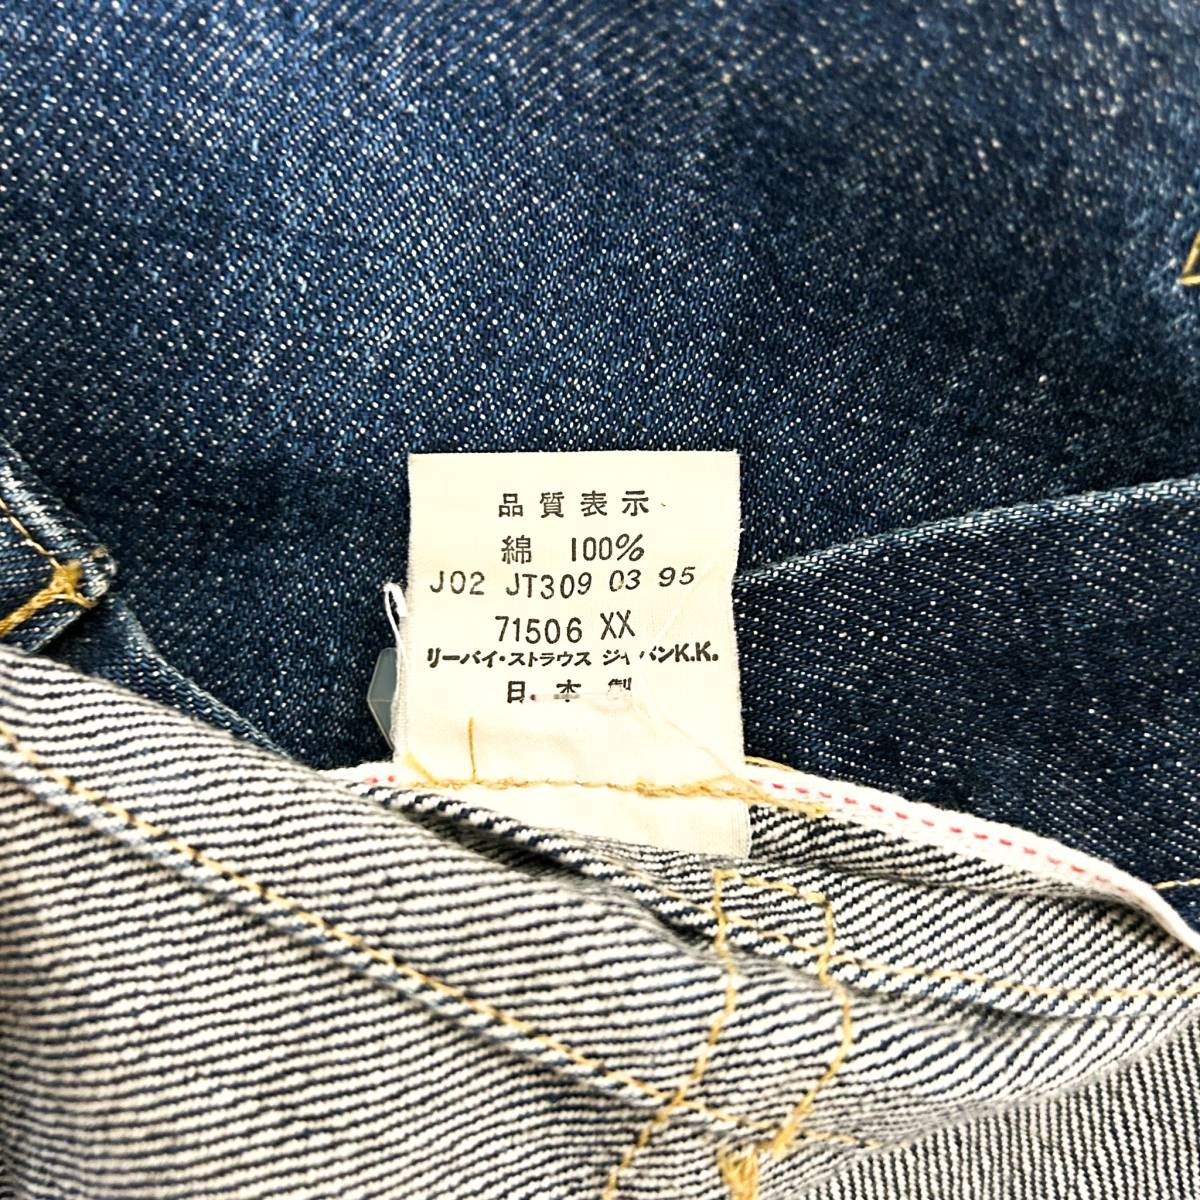 品質表示
綿 100%
J02 JT309 03 95
71506 XX
リーバイ・ストラウス ジャパンK.K.
日本製